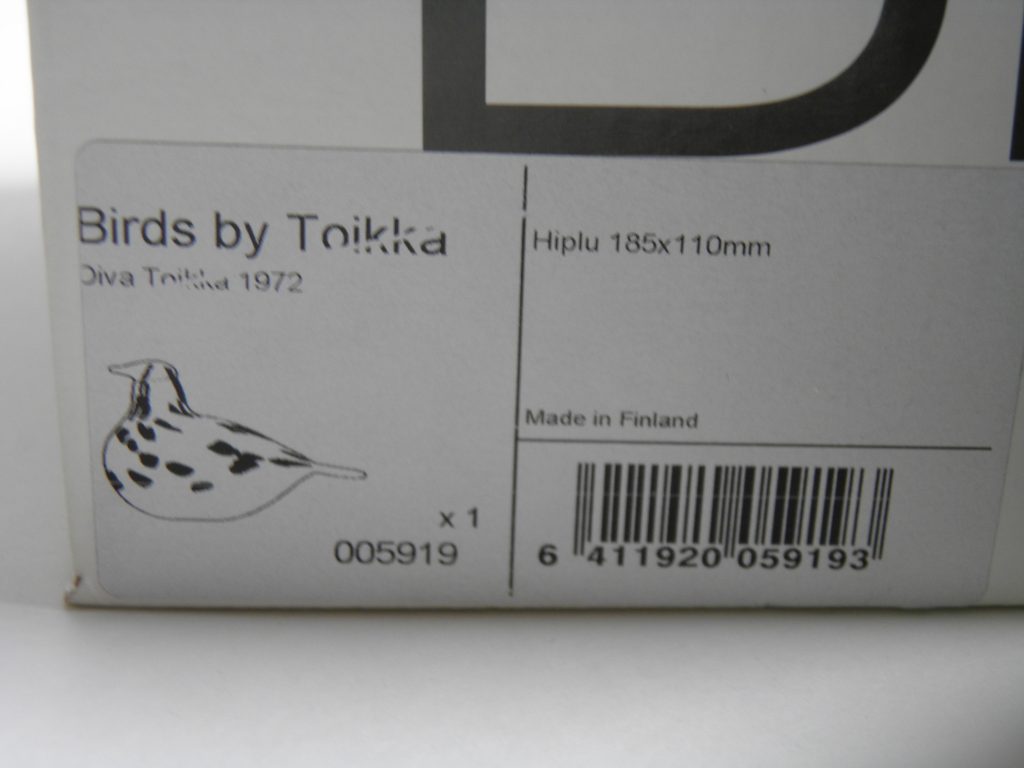 Birds by Toikka
Oiva Toikka 1972
x 1
005919
Hiplu 185x110mm
Made in Finland
6 411920 059193